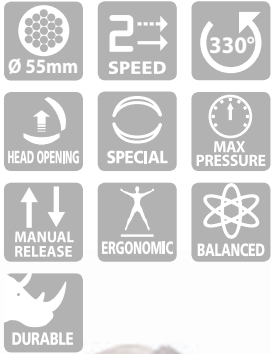 Ø 55mm
2
SPEED
330°
HEAD OPENING
SPECIAL
MAX
PRESSURE
MANUAL
RELEASE
ERGONOMIC
BALANCED
DURABLE